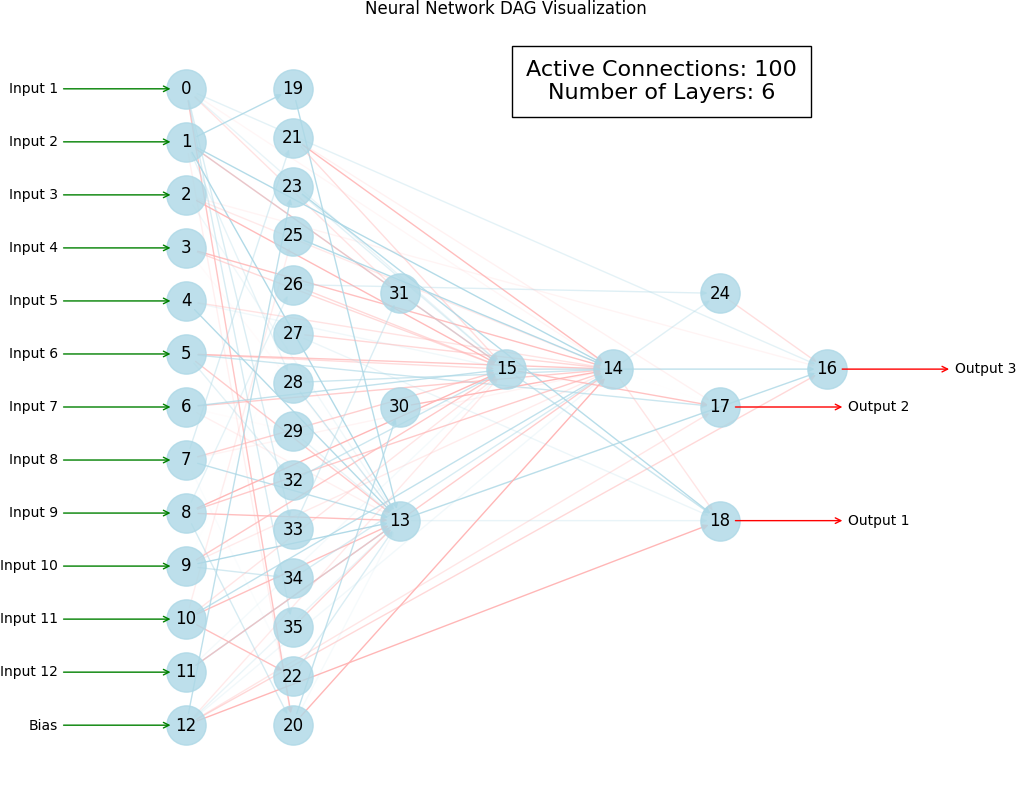 Neural Network DAG Visualization
Active Connections: 100
Number of Layers: 6
Input 1
0
19
21
Input 2
1
23
Input 3
2
25
Input 4
3
26
31
24
Input 5
4
27
Input 6
5
15
14
16
Output 3
28
Input 7
6
30
17
Output 2
29
Input 8
7
32
Input 9
8
13
18
Output 1
33
Input 10
9
34
Input 11
10
35
Input 12
11
22
Bias
12
20